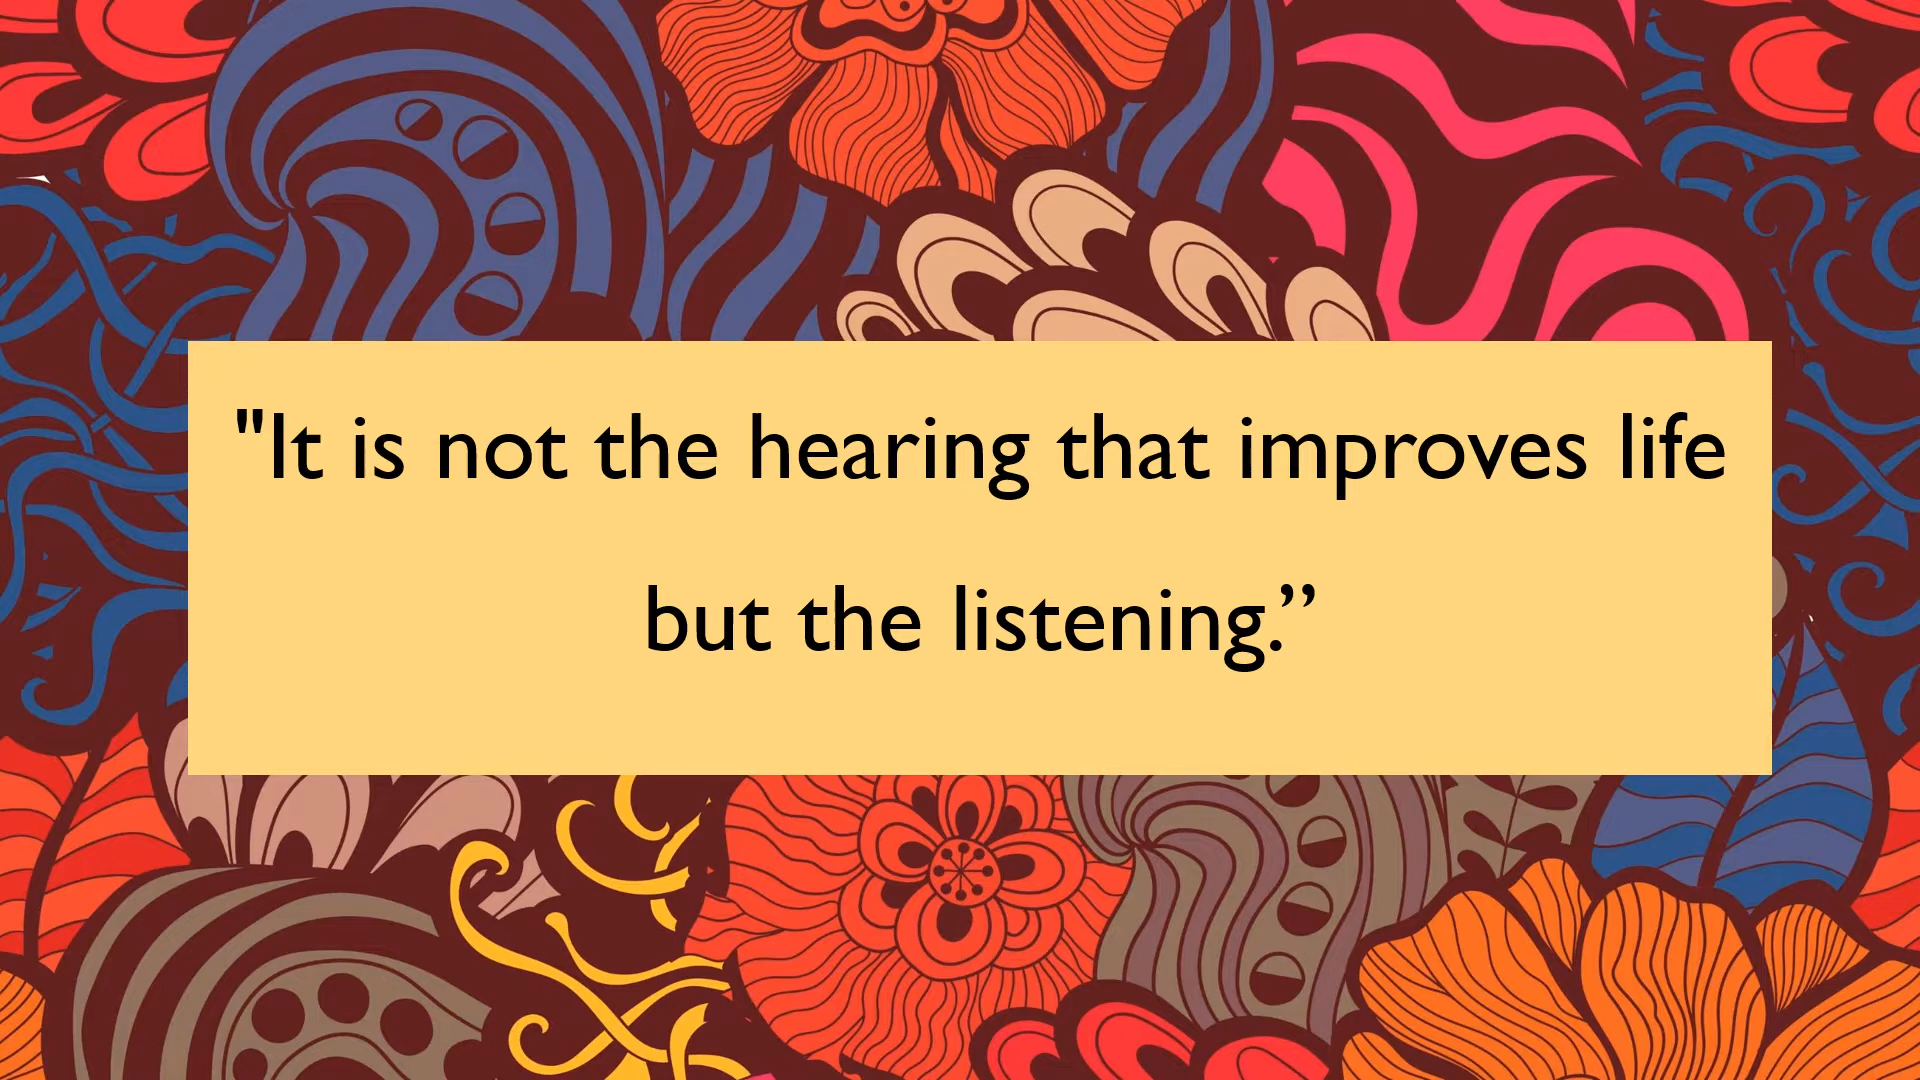 "It is not the hearing that improves life
but the listening.”